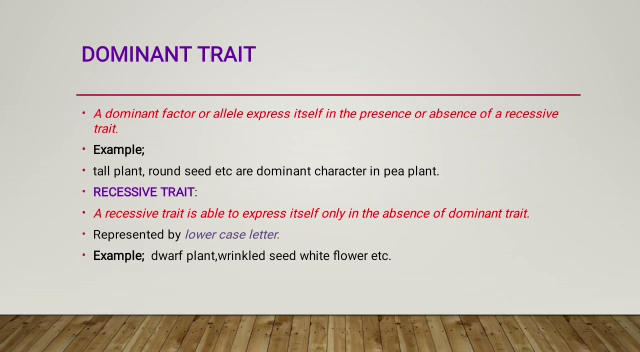 DOMINANT TRAIT
• A dominant factor or allele express itself in the presence or absence of a recessive
trait.
• Example;
• tall plant, round seed etc are dominant character in pea plant.
• RECESSIVE TRAIT:
• A recessive trait is able to express itself only in the absence of dominant trait.
• Represented by lower case letter.
• Example; dwarf plant,wrinkled seed white flower etc.